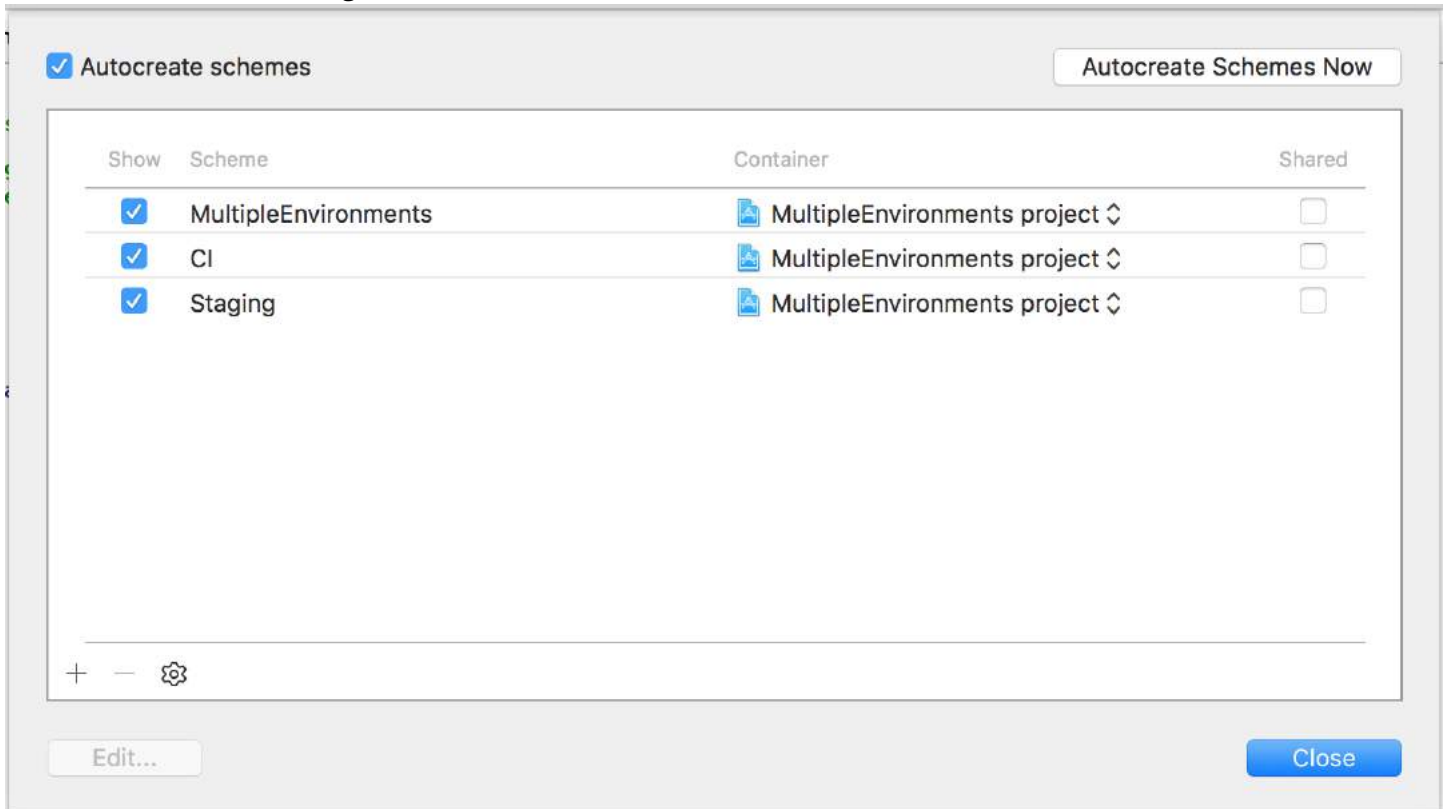 Autocreate schemes
Autocreate Schemes Now
Show Scheme Container Shared
MultipleEnvironments MultipleEnvironments project
CI MultipleEnvironments project
Staging MultipleEnvironments project
Edit...
Close